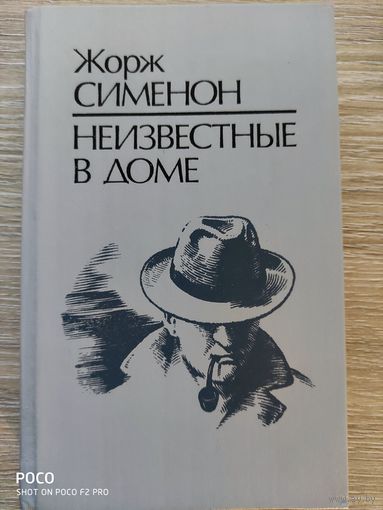 Жорж
СИМЕНОН
НЕИЗВЕСТНЫЕ
В ДОМЕ
POCO
SHOT ON POCO F2 PRO